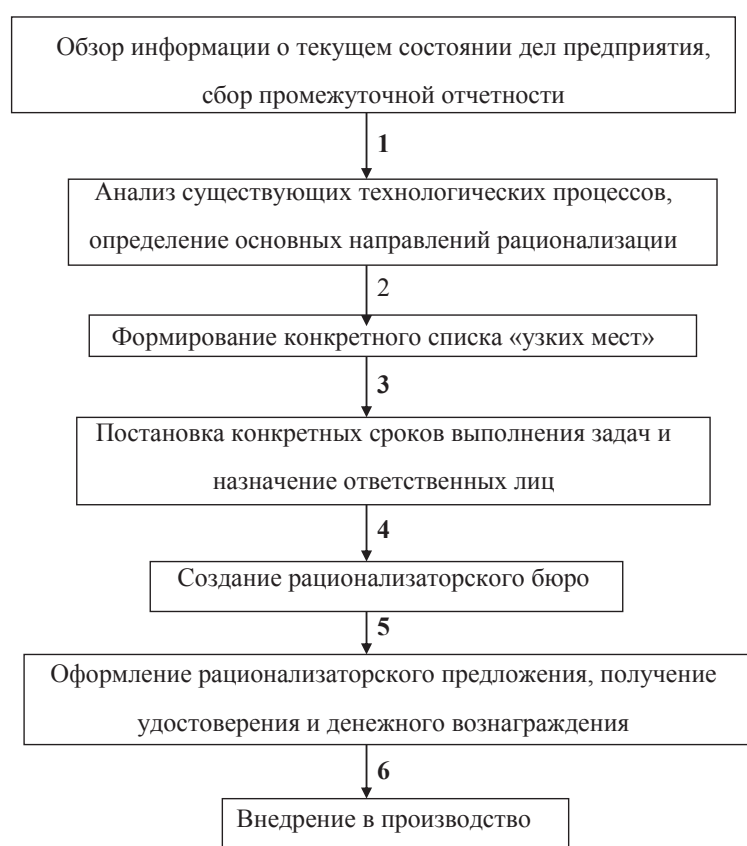 Обзор информации о текущем состоянии дел предприятия,
сбор промежуточной отчетности
1
Анализ существующих технологических процессов,
определение основных направлений рационализации
2
Формирование конкретного списка «узких мест»
3
Постановка конкретных сроков выполнения задач и
назначение ответственных лиц
4
Создание рационализаторского бюро
5
Оформление рационализаторского предложения, получение
удостоверения и денежного вознаграждения
6
Внедрение в производство